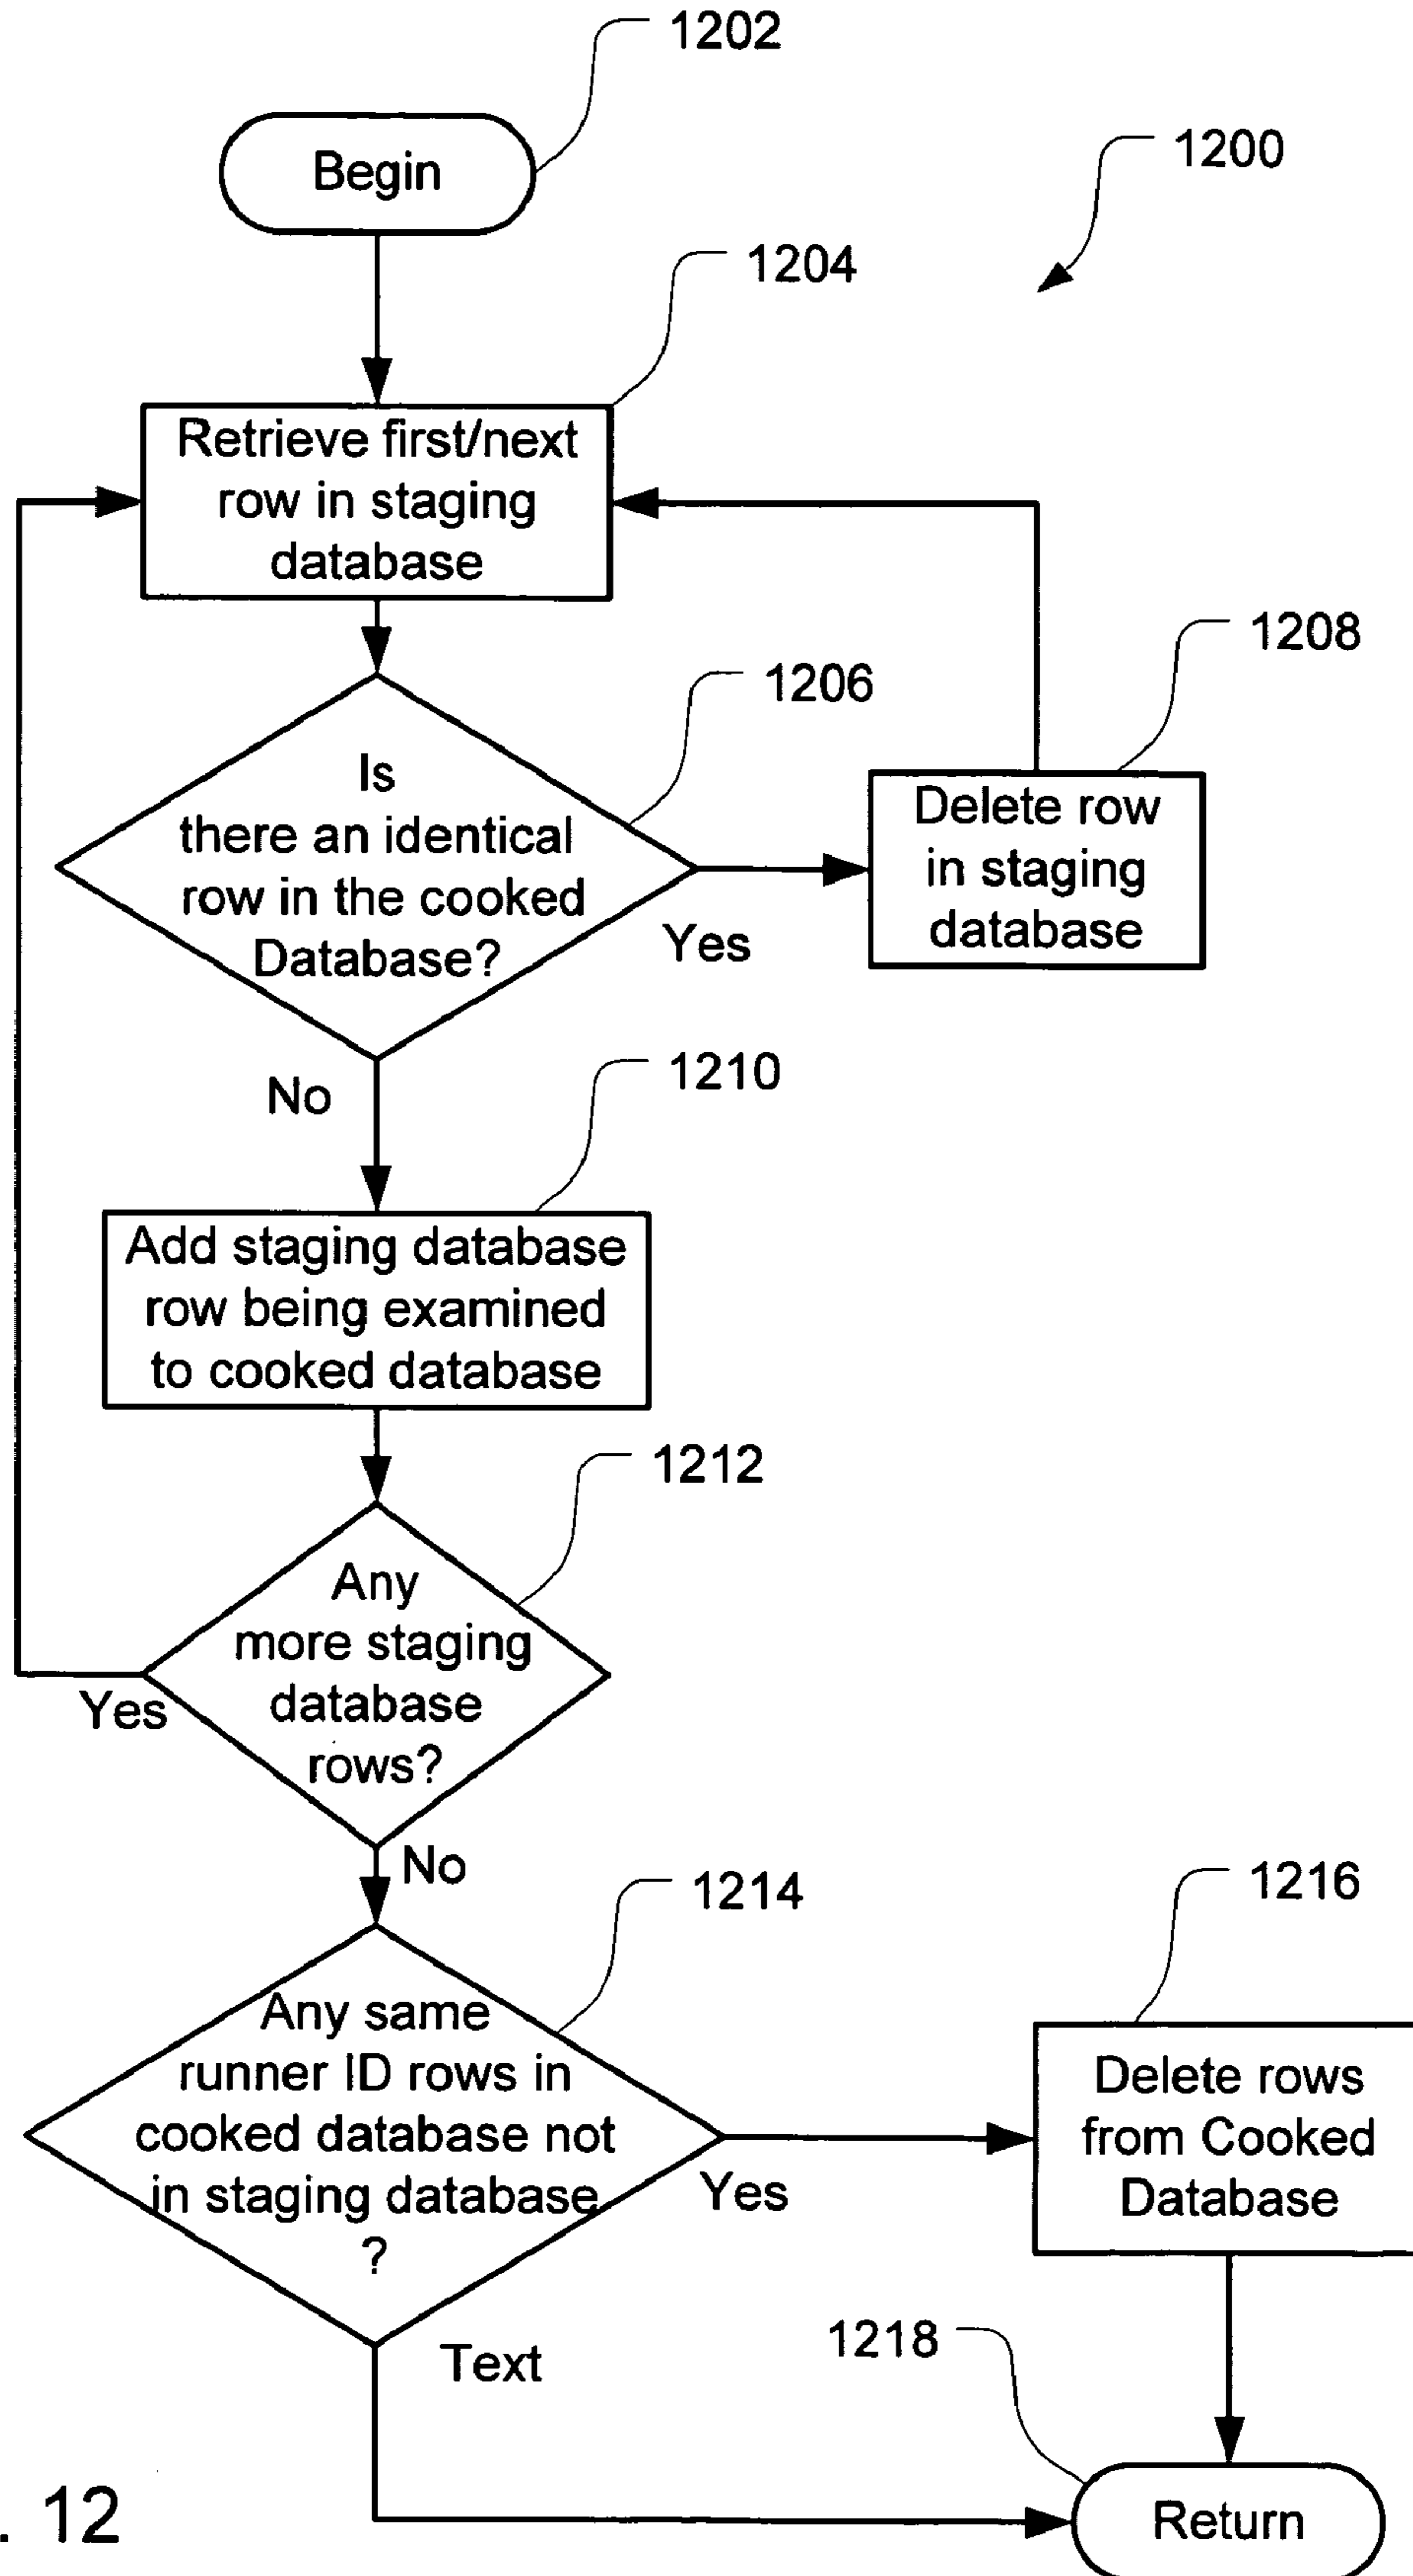 1202
Begin
1200
1204
Retrieve first/next
row in staging
database
1208
1206
Is
there an identical
row in the cooked
Database?
Yes
Delete row
in staging
database
No
1210
Add staging database
row being examined
to cooked database
1212
Any
more staging
database
rows?
Yes
No
1214
1216
Any same
runner ID rows in
cooked database not
in staging database
?
Yes
Delete rows
from Cooked
Database
Text
1218
Return
. 12